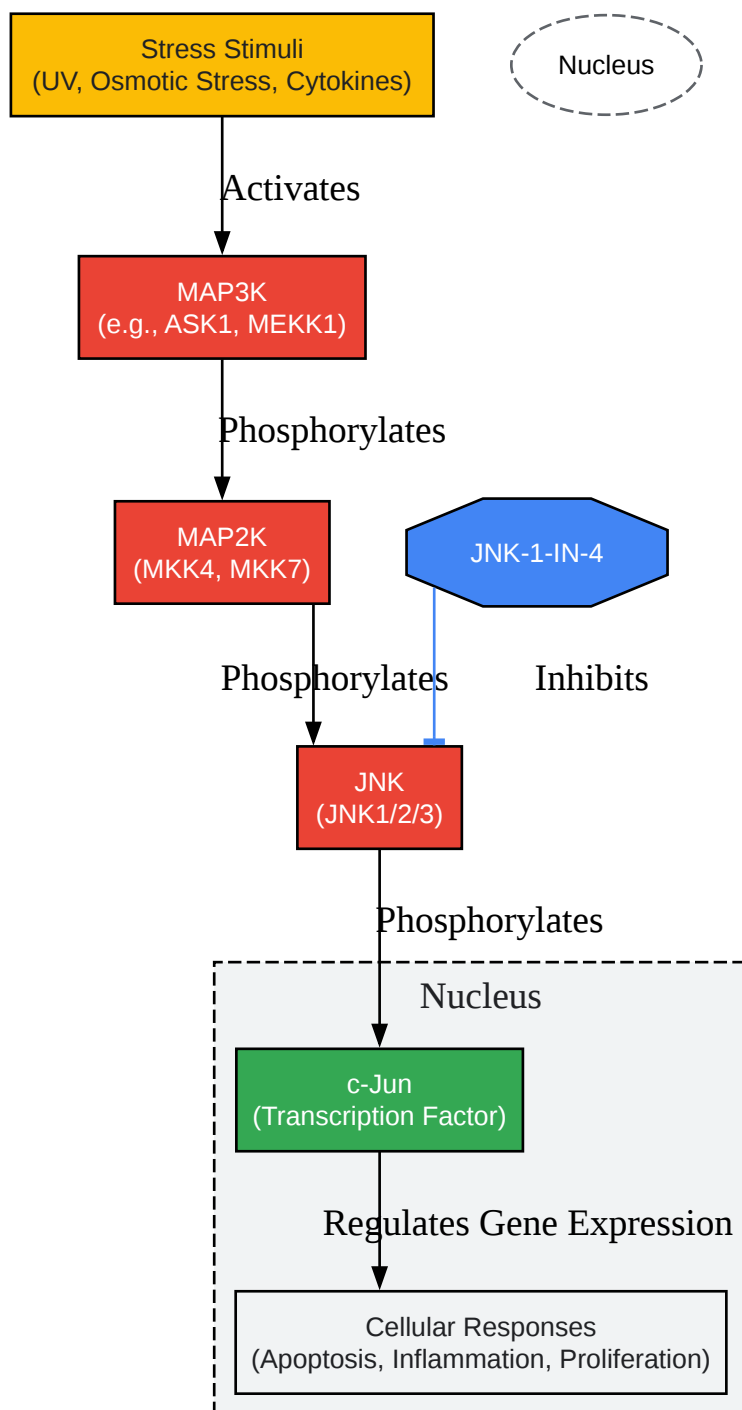 Stress Stimuli
(UV, Osmotic Stress, Cytokines)
Nucleus
Activates
MAP3K
(e.g., ASK1, MEKK1)
Phosphorylates
MAP2K
(MKK4, MKK7)
JNK-1-IN-4
Phosphorylates
Inhibits
JNK
(JNK1/2/3)
Phosphorylates
Nucleus
c-Jun
(Transcription Factor)
Regulates Gene Expression
Cellular Responses
(Apoptosis, Inflammation, Proliferation)